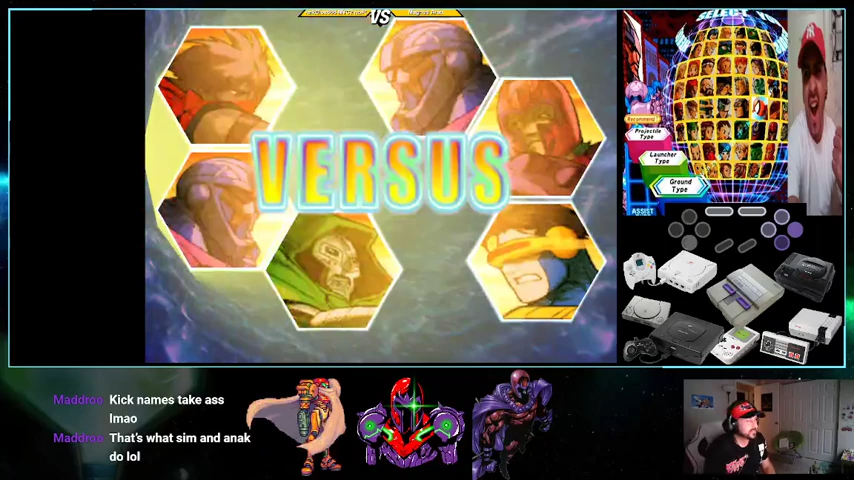 VS
SELECT
VERSUS
Recommend
Projectile
Type
Launcher
Type
Ground
Type
ASSIST
Maddroo Kick names take ass
lmao
Maddroo That's what sim and anak
do lol